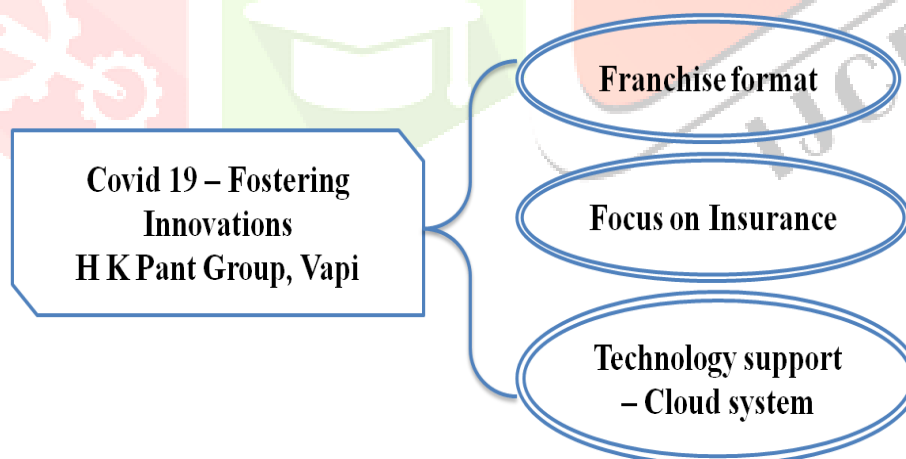 Covid 19 – Fostering
Innovations
H K Pant Group, Vapi
Franchise format
Focus on Insurance
Technology support
– Cloud system